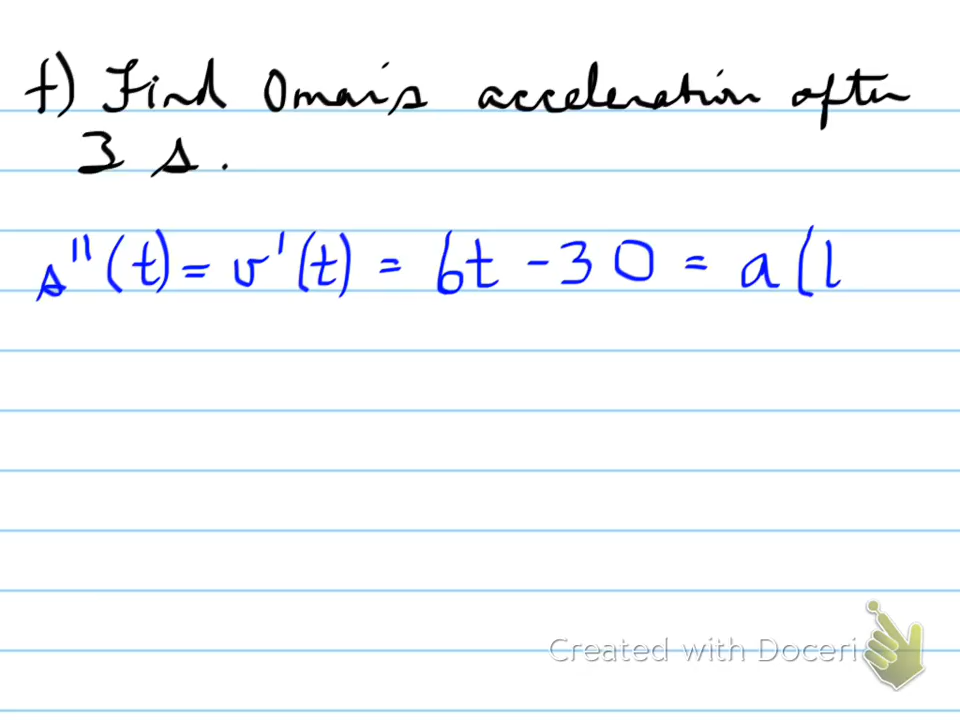 f) Find Omar's acceleration after
3 s.
s''(t) = v'(t) = 6t - 30 = a(
Created with Doceri